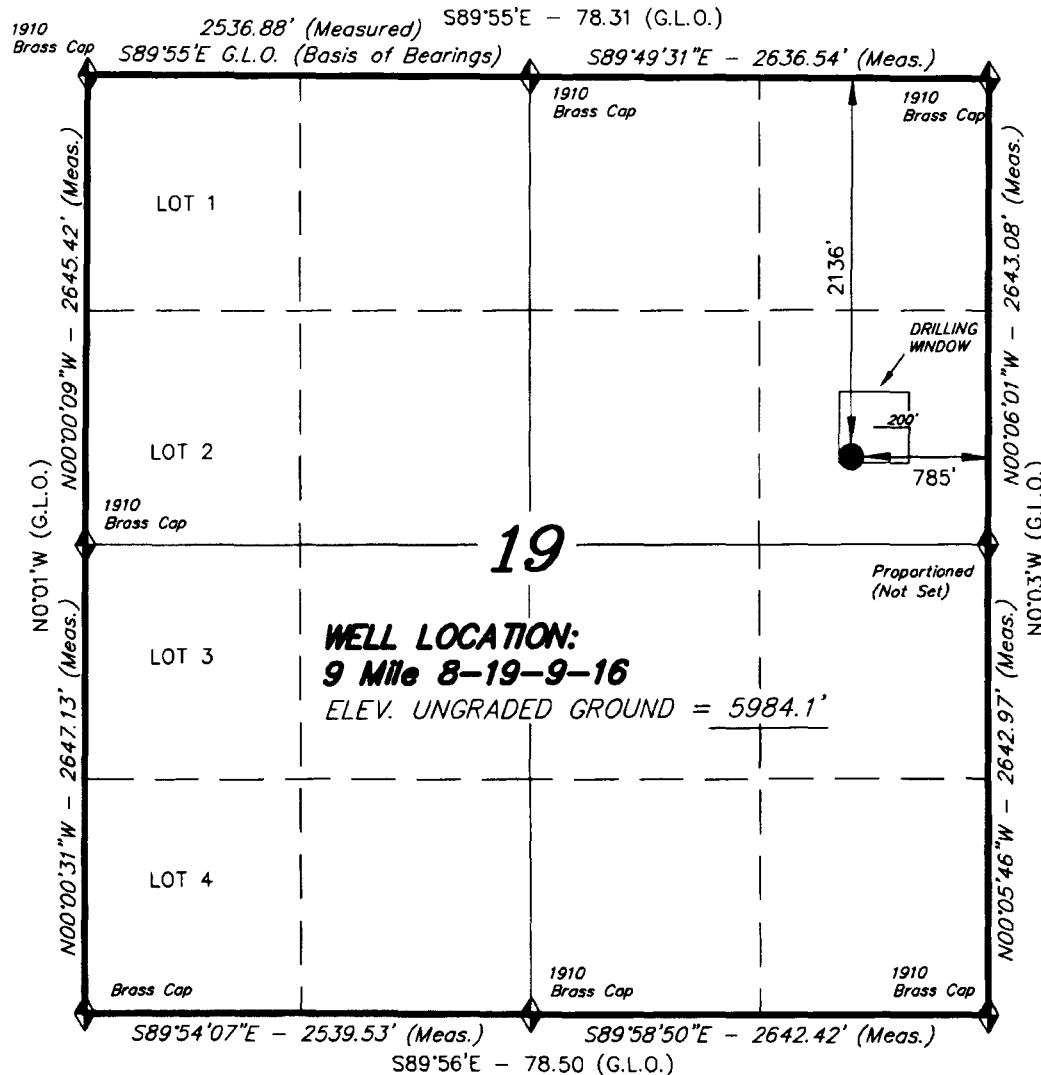 S89°55'E - 78.31 (G.L.O.)
1910
Brass Cap
2536.88' (Measured)
S89°55'E G.L.O. (Basis of Bearings)
S89°49'31"E - 2636.54' (Meas.)
1910
Brass Cap
1910
Brass Cap
N00°00'09"W - 2645.42' (Meas.)
LOT 1
2136'
N00°06'01"W - 2643.08' (Meas.)
DRILLING
WINDOW
200'
LOT 2
785'
N0°01'W (G.L.O.)
1910
Brass Cap
19
Proportioned
(Not Set)
N0°03'W (G.L.O.)
WELL LOCATION:
9 Mile 8-19-9-16
ELEV. UNGRADED GROUND = 5984.1'
LOT 3
N00°00'31"W - 2647.13' (Meas.)
N00°05'46"W - 2642.97' (Meas.)
LOT 4
Brass Cap
1910
Brass Cap
1910
Brass Cap
S89°54'07"E - 2539.53' (Meas.)
S89°58'50"E - 2642.42' (Meas.)
S89°56'E - 78.50 (G.L.O.)